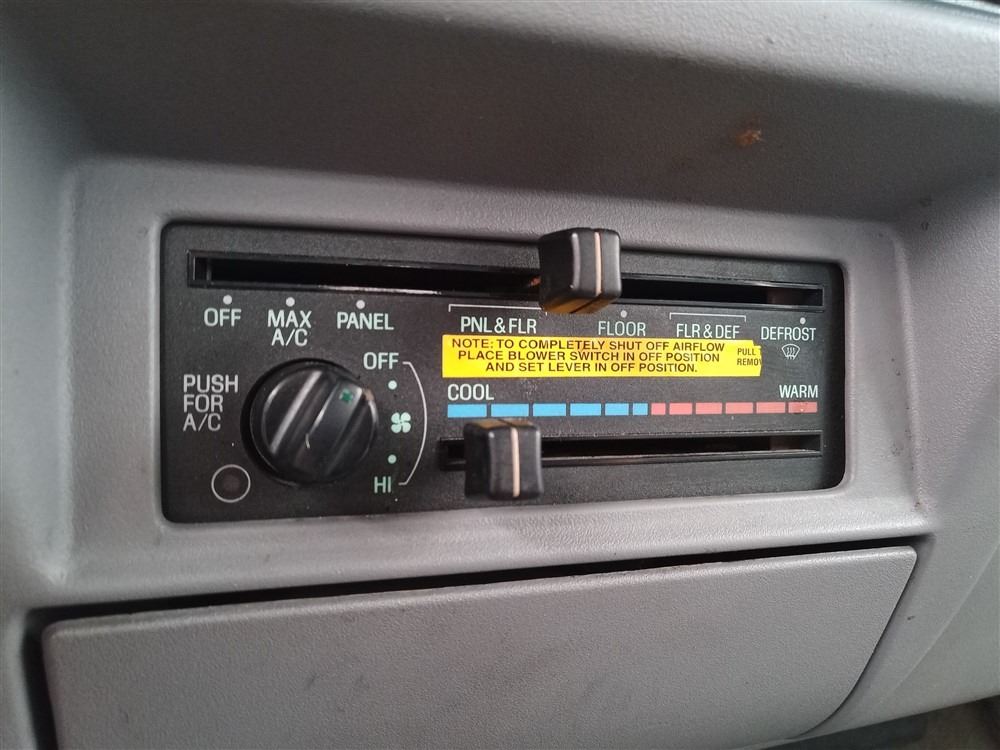 OFF
MAX
A/C
PANEL
PNL & FLR
FLOOR
FLR & DEF
DEFROST
NOTE: TO COMPLETELY SHUT OFF AIRFLOW
PLACE BLOWER SWITCH IN OFF POSITION
AND SET LEVER IN OFF POSITION.
PULL
OFF
PUSH
FOR
A/C
HI
COOL
WARM